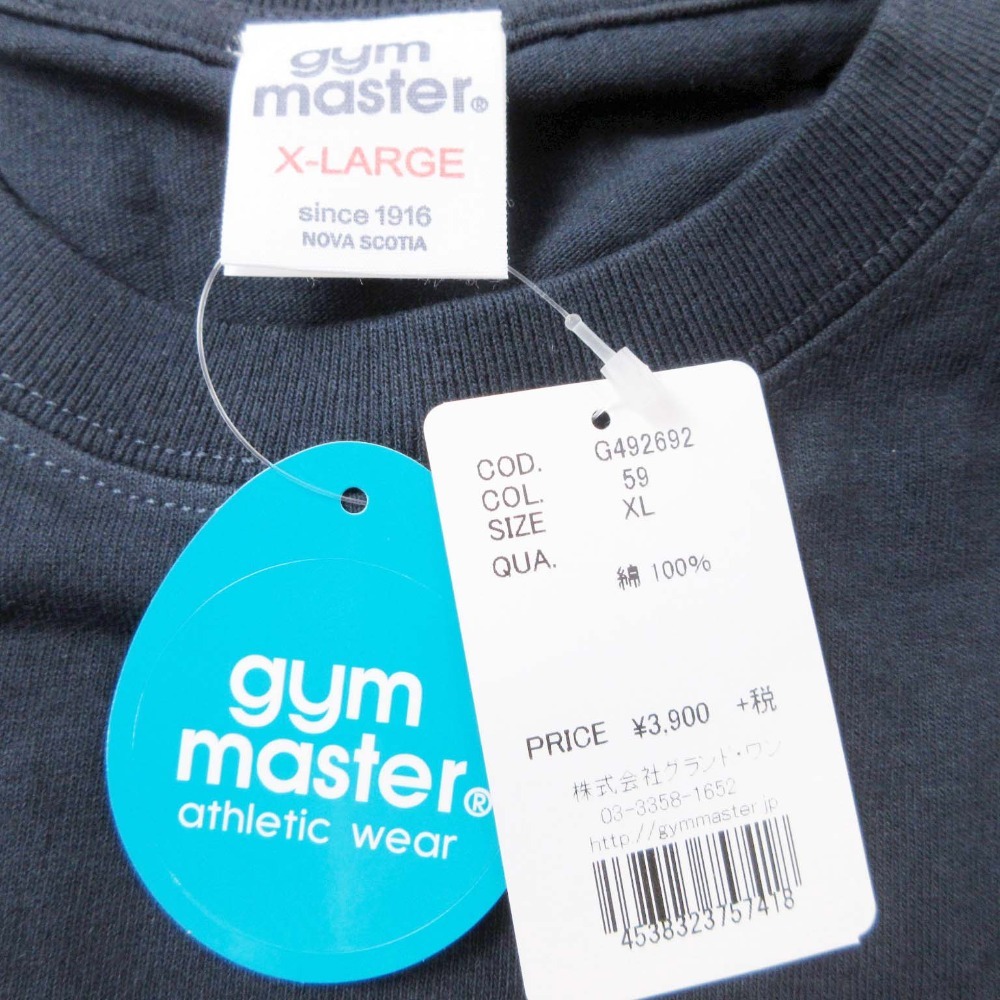 gym
master®
X-LARGE
since 1916
NOVA SCOTIA
gym
master®
athletic wear
COD. G492692
COL. 59
SIZE XL
QUA. 綿 100%
PRICE ¥3,900 +税
株式会社グランド・ワン
03-3358-1652
http://gymmaster.jp
4538323757418